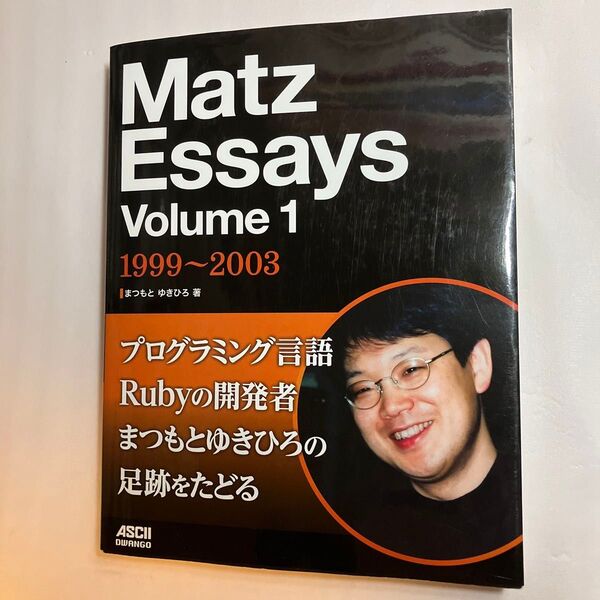 Matz
Essays
Volume 1
1999～2003
まつもと ゆきひろ 著
プログラミング言語
Rubyの開発者
まつもとゆきひろの
足跡をたどる
ASCII
DWANGO